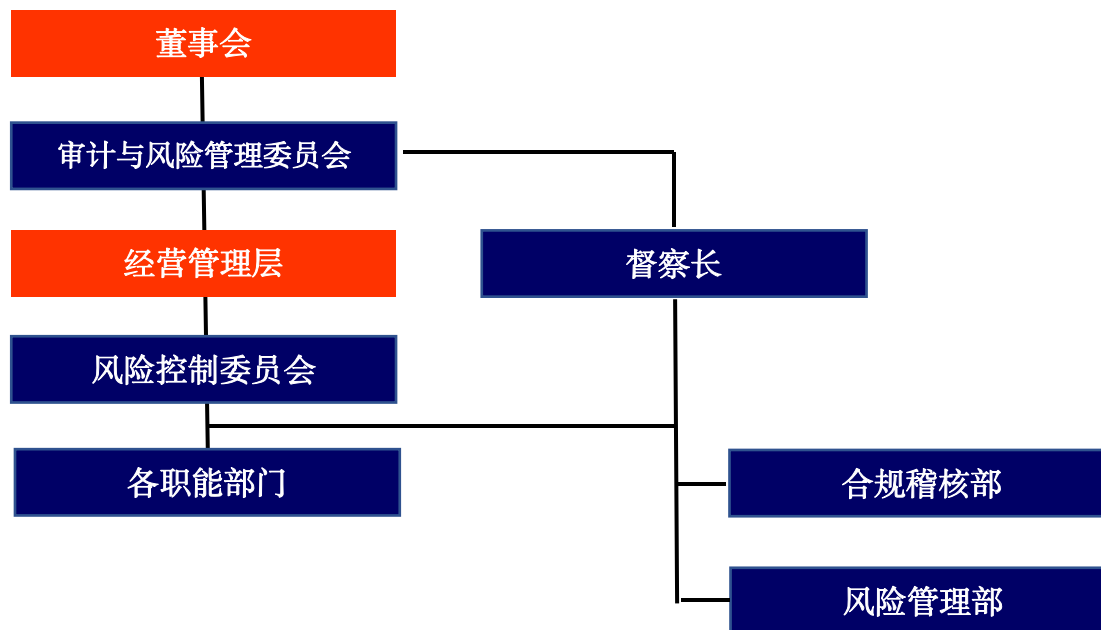 董事会
审计与风险管理委员会
经营管理层
督察长
风险控制委员会
各职能部门
合规稽核部
风险管理部